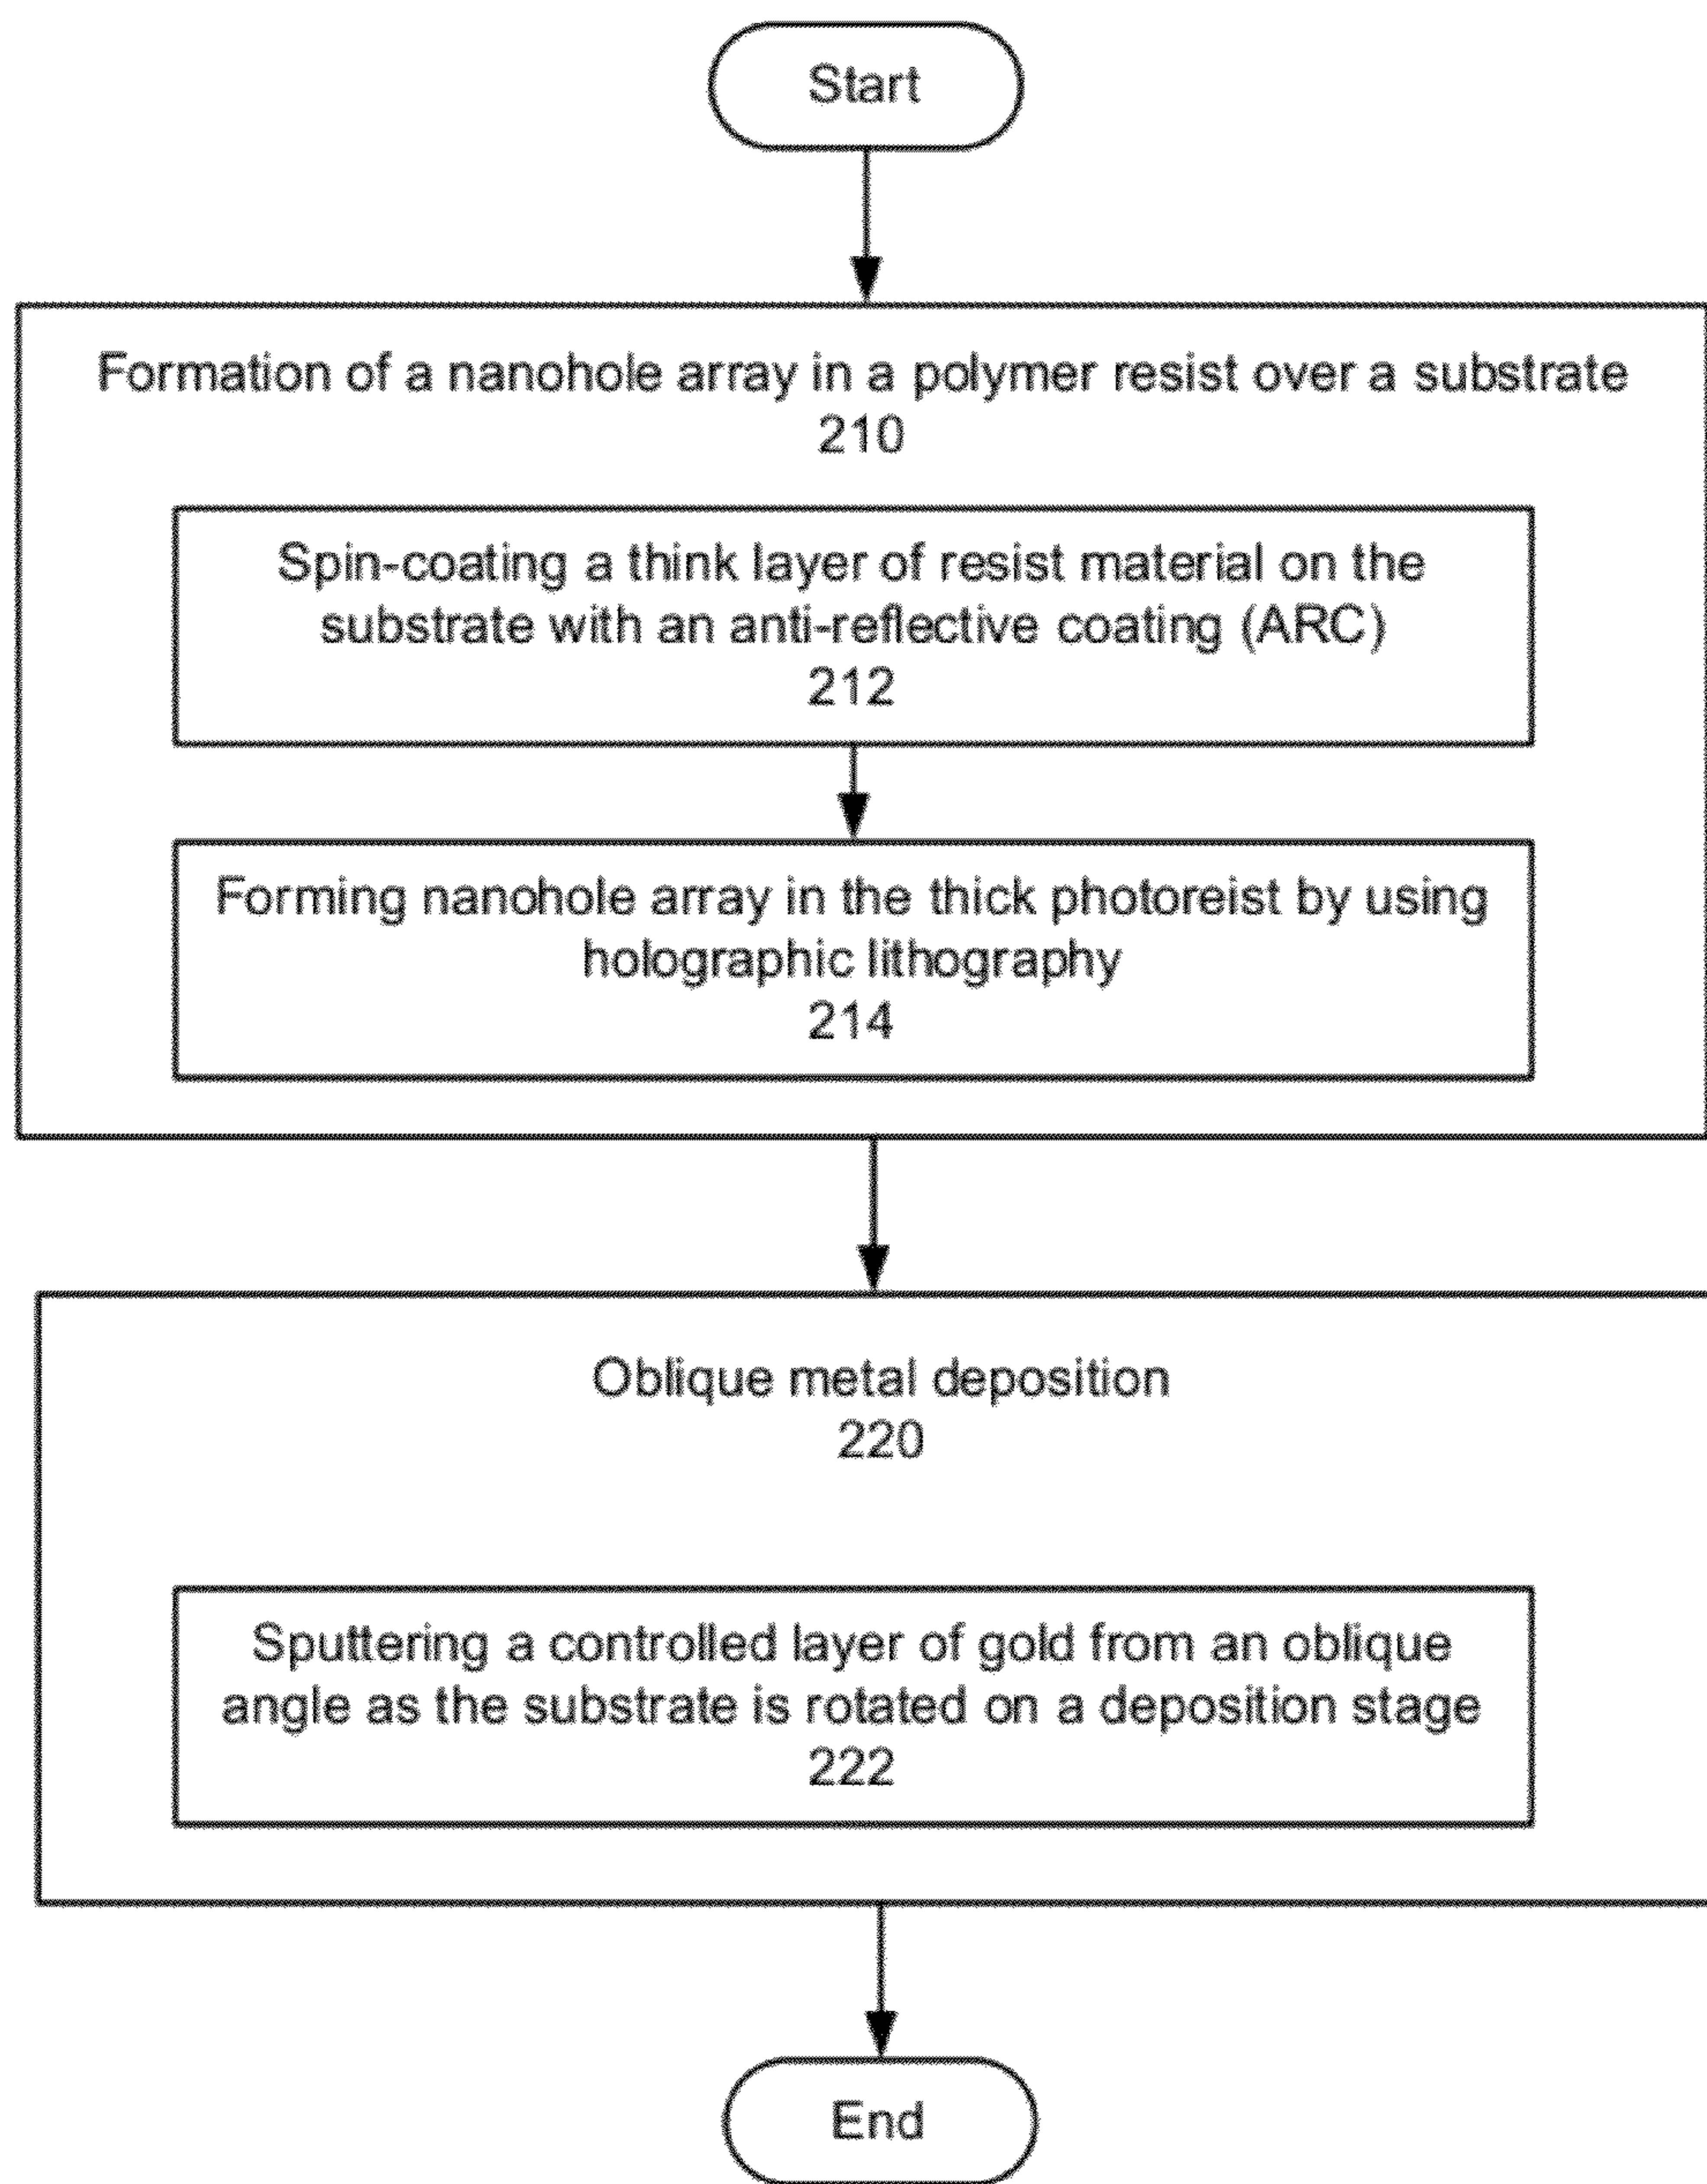 Start
Formation of a nanohole array in a polymer resist over a substrate
210
Spin-coating a think layer of resist material on the
substrate with an anti-reflective coating (ARC)
212
Forming nanohole array in the thick photoreist by using
holographic lithography
214
Oblique metal deposition
220
Sputtering a controlled layer of gold from an oblique
angle as the substrate is rotated on a deposition stage
222
End